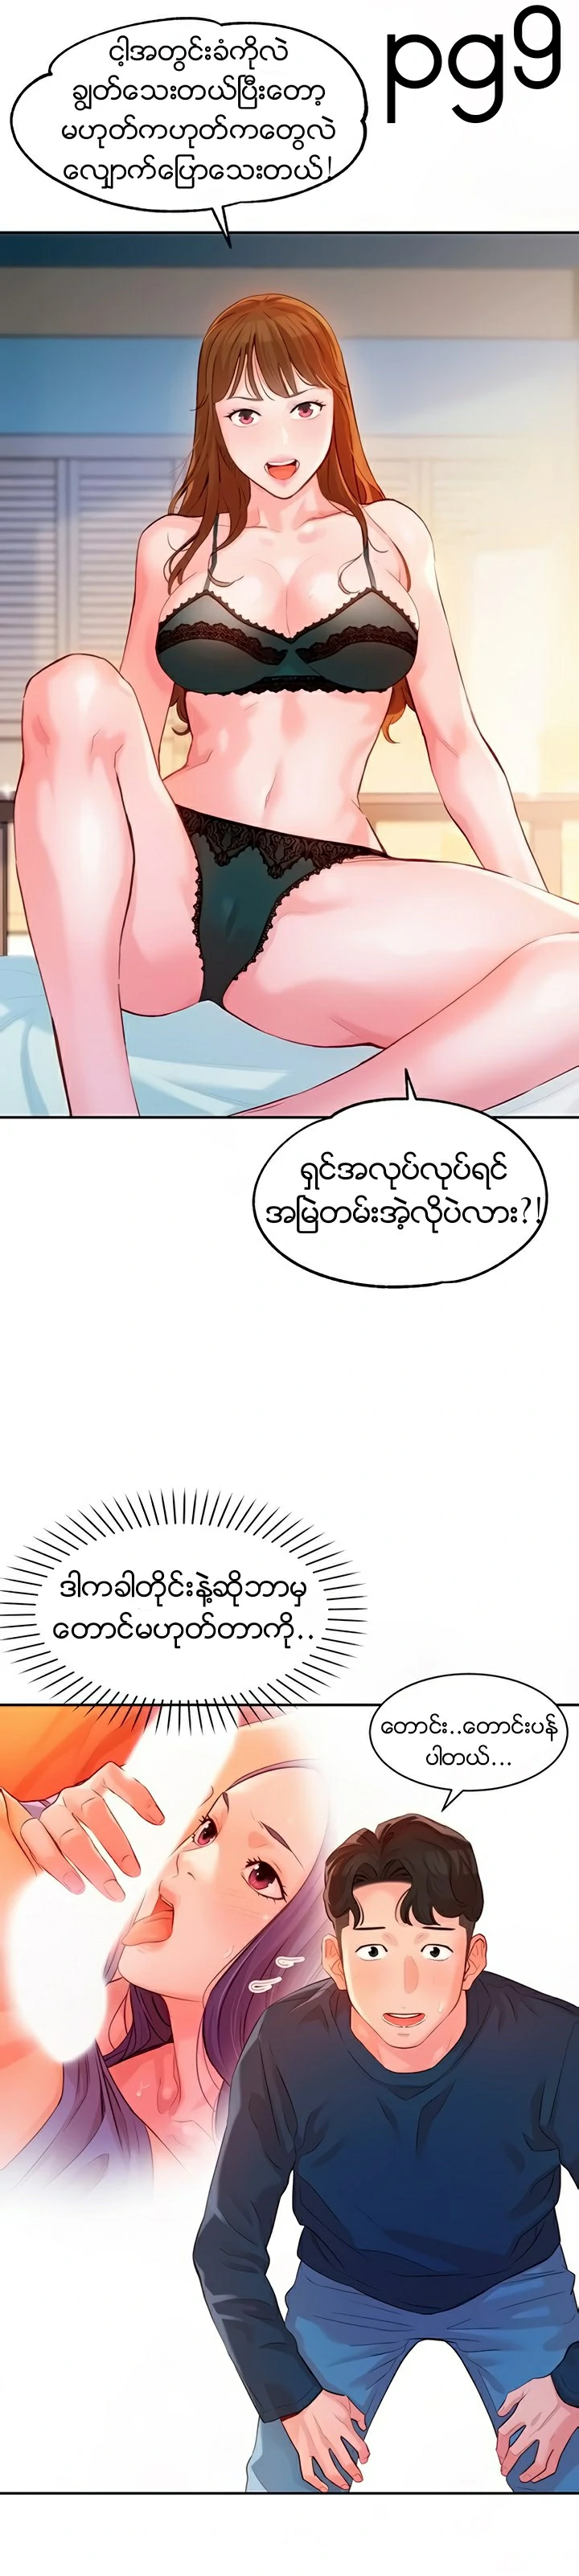 pg9
ငါ့အတွင်းခံကိုလဲ
ချွတ်သေးတယ်ပြီးတော့
မဟုတ်ကဟုတ်ကတွေလဲ
လျှောက်ပြောသေးတယ်!
ရှင်အလုပ်လုပ်ရင်
အမြဲတမ်းအဲ့လိုပဲလား?!
ဒါကခါတိုင်းနဲ့ဆိုဘာမှ
တောင်မဟုတ်တာကို..
တောင်း..တောင်းပန်
ပါတယ်...